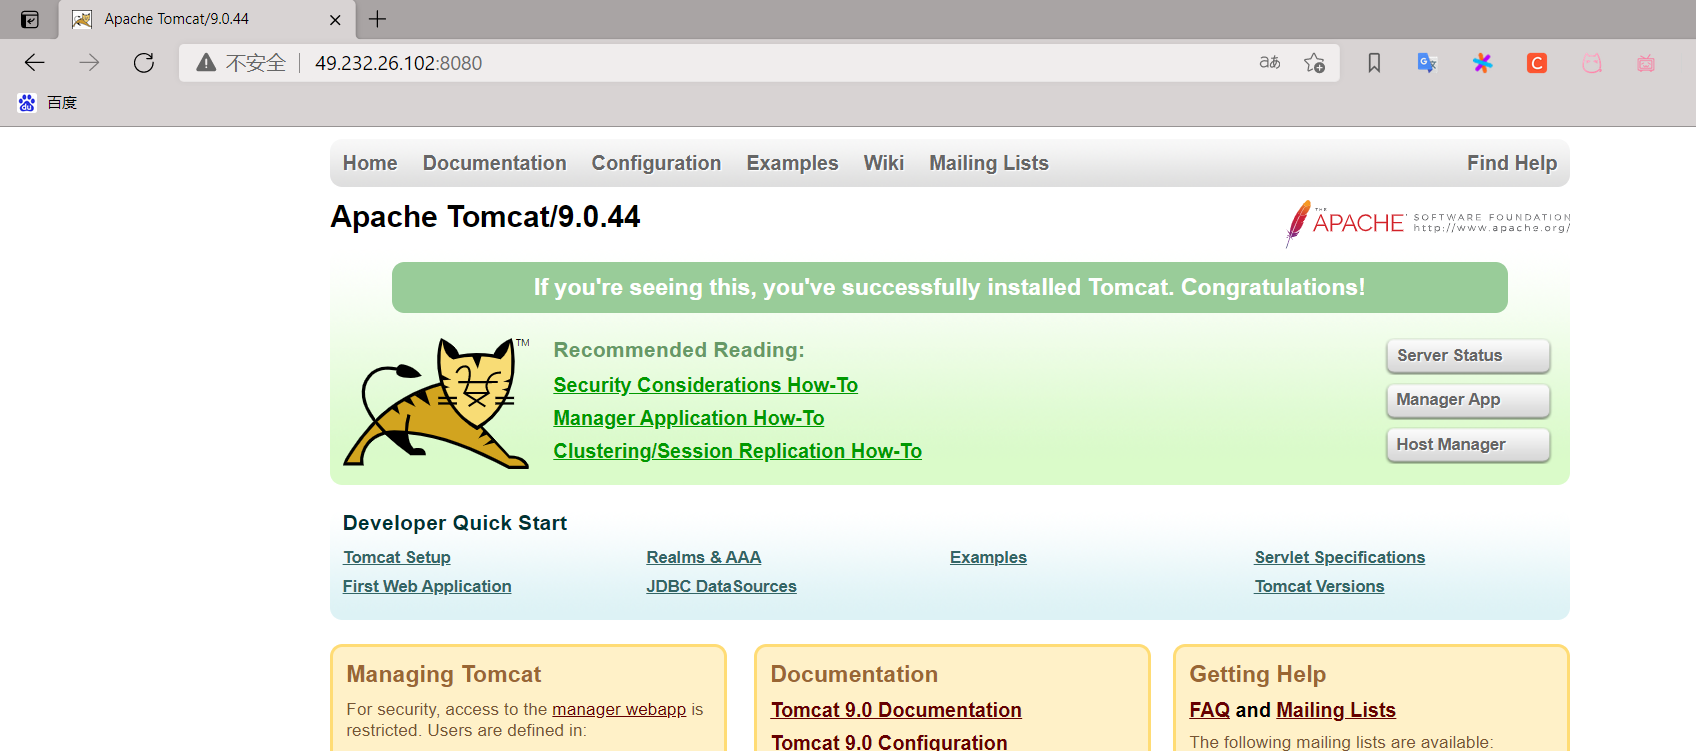 Apache Tomcat/9.0.44
不安全 49.232.26.102:8080
百度
Home Documentation Configuration Examples Wiki Mailing Lists Find Help
Apache Tomcat/9.0.44
THE APACHE SOFTWARE FOUNDATION
http://www.apache.org/
If you're seeing this, you've successfully installed Tomcat. Congratulations!
TM
Recommended Reading:
Security Considerations How-To
Manager Application How-To
Clustering/Session Replication How-To
Server Status
Manager App
Host Manager
Developer Quick Start
Tomcat Setup
First Web Application
Realms & AAA
JDBC DataSources
Examples
Servlet Specifications
Tomcat Versions
Managing Tomcat
For security, access to the manager webapp is
restricted. Users are defined in:
Documentation
Tomcat 9.0 Documentation
Tomcat 9.0 Configuration
Getting Help
FAQ and Mailing Lists
The following mailing lists are available: